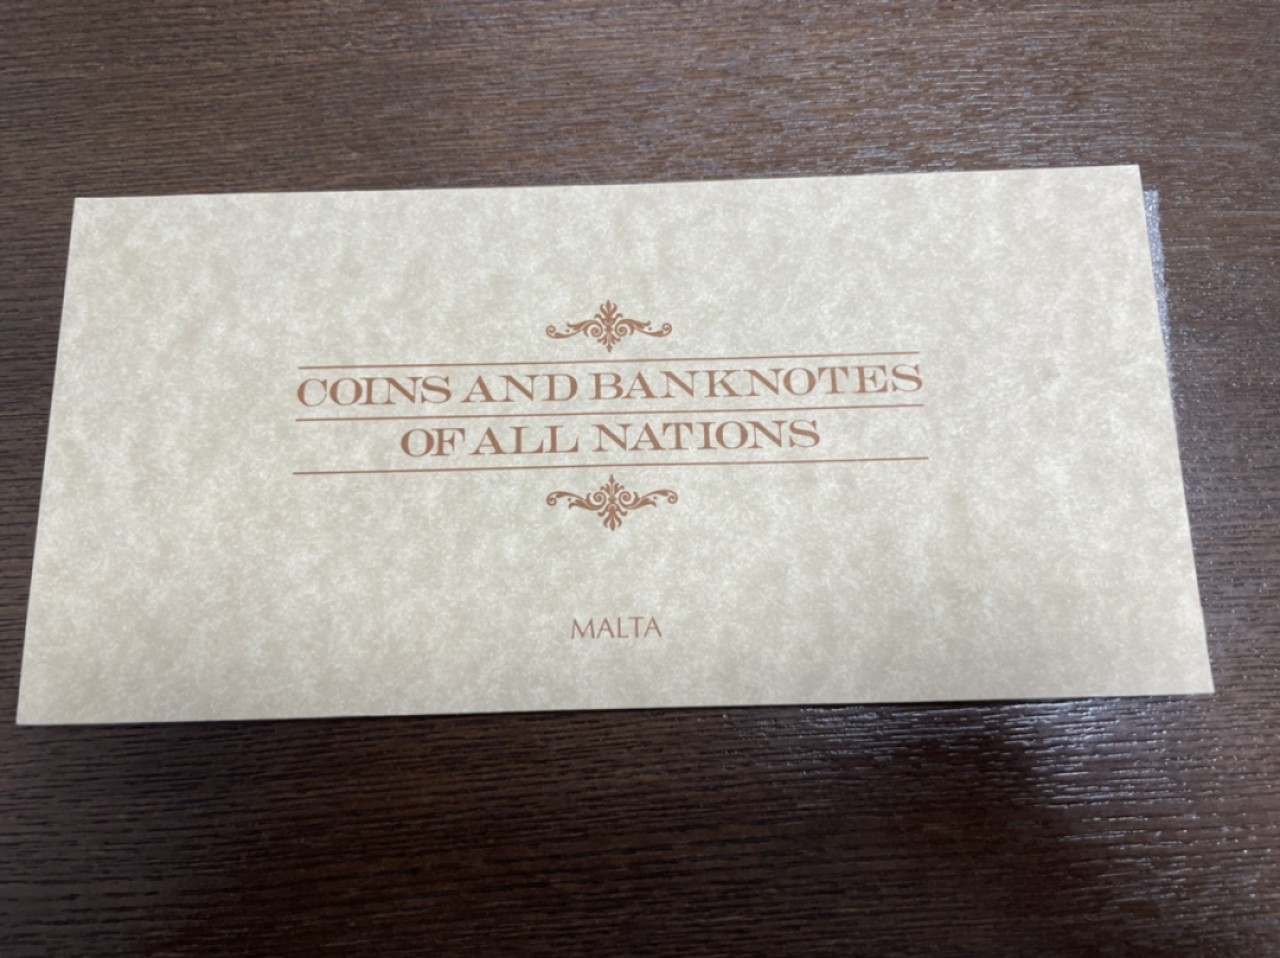 COINS AND BANKNOTES
OF ALL NATIONS
MALTA